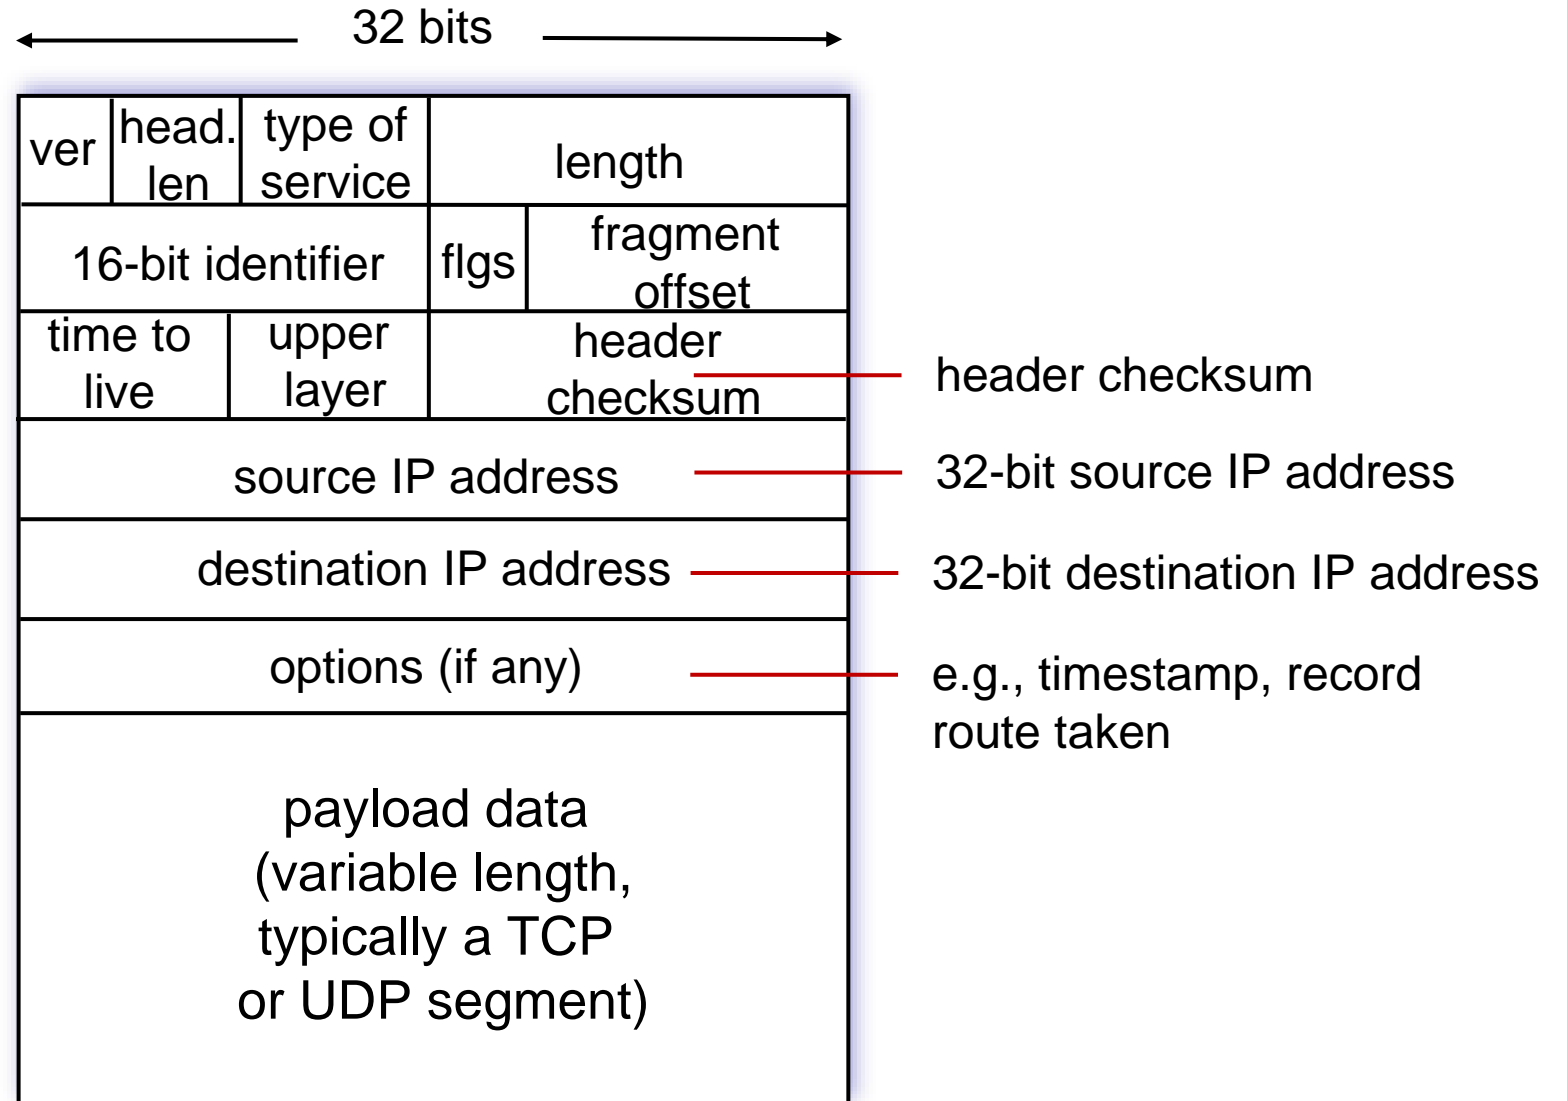 32 bits
ver
head.
len
type of
service
length
16-bit identifier
flgs
fragment
offset
time to
live
upper
layer
header
checksum
header checksum
source IP address
32-bit source IP address
destination IP address
32-bit destination IP address
options (if any)
e.g., timestamp, record
route taken
payload data
(variable length,
typically a TCP
or UDP segment)